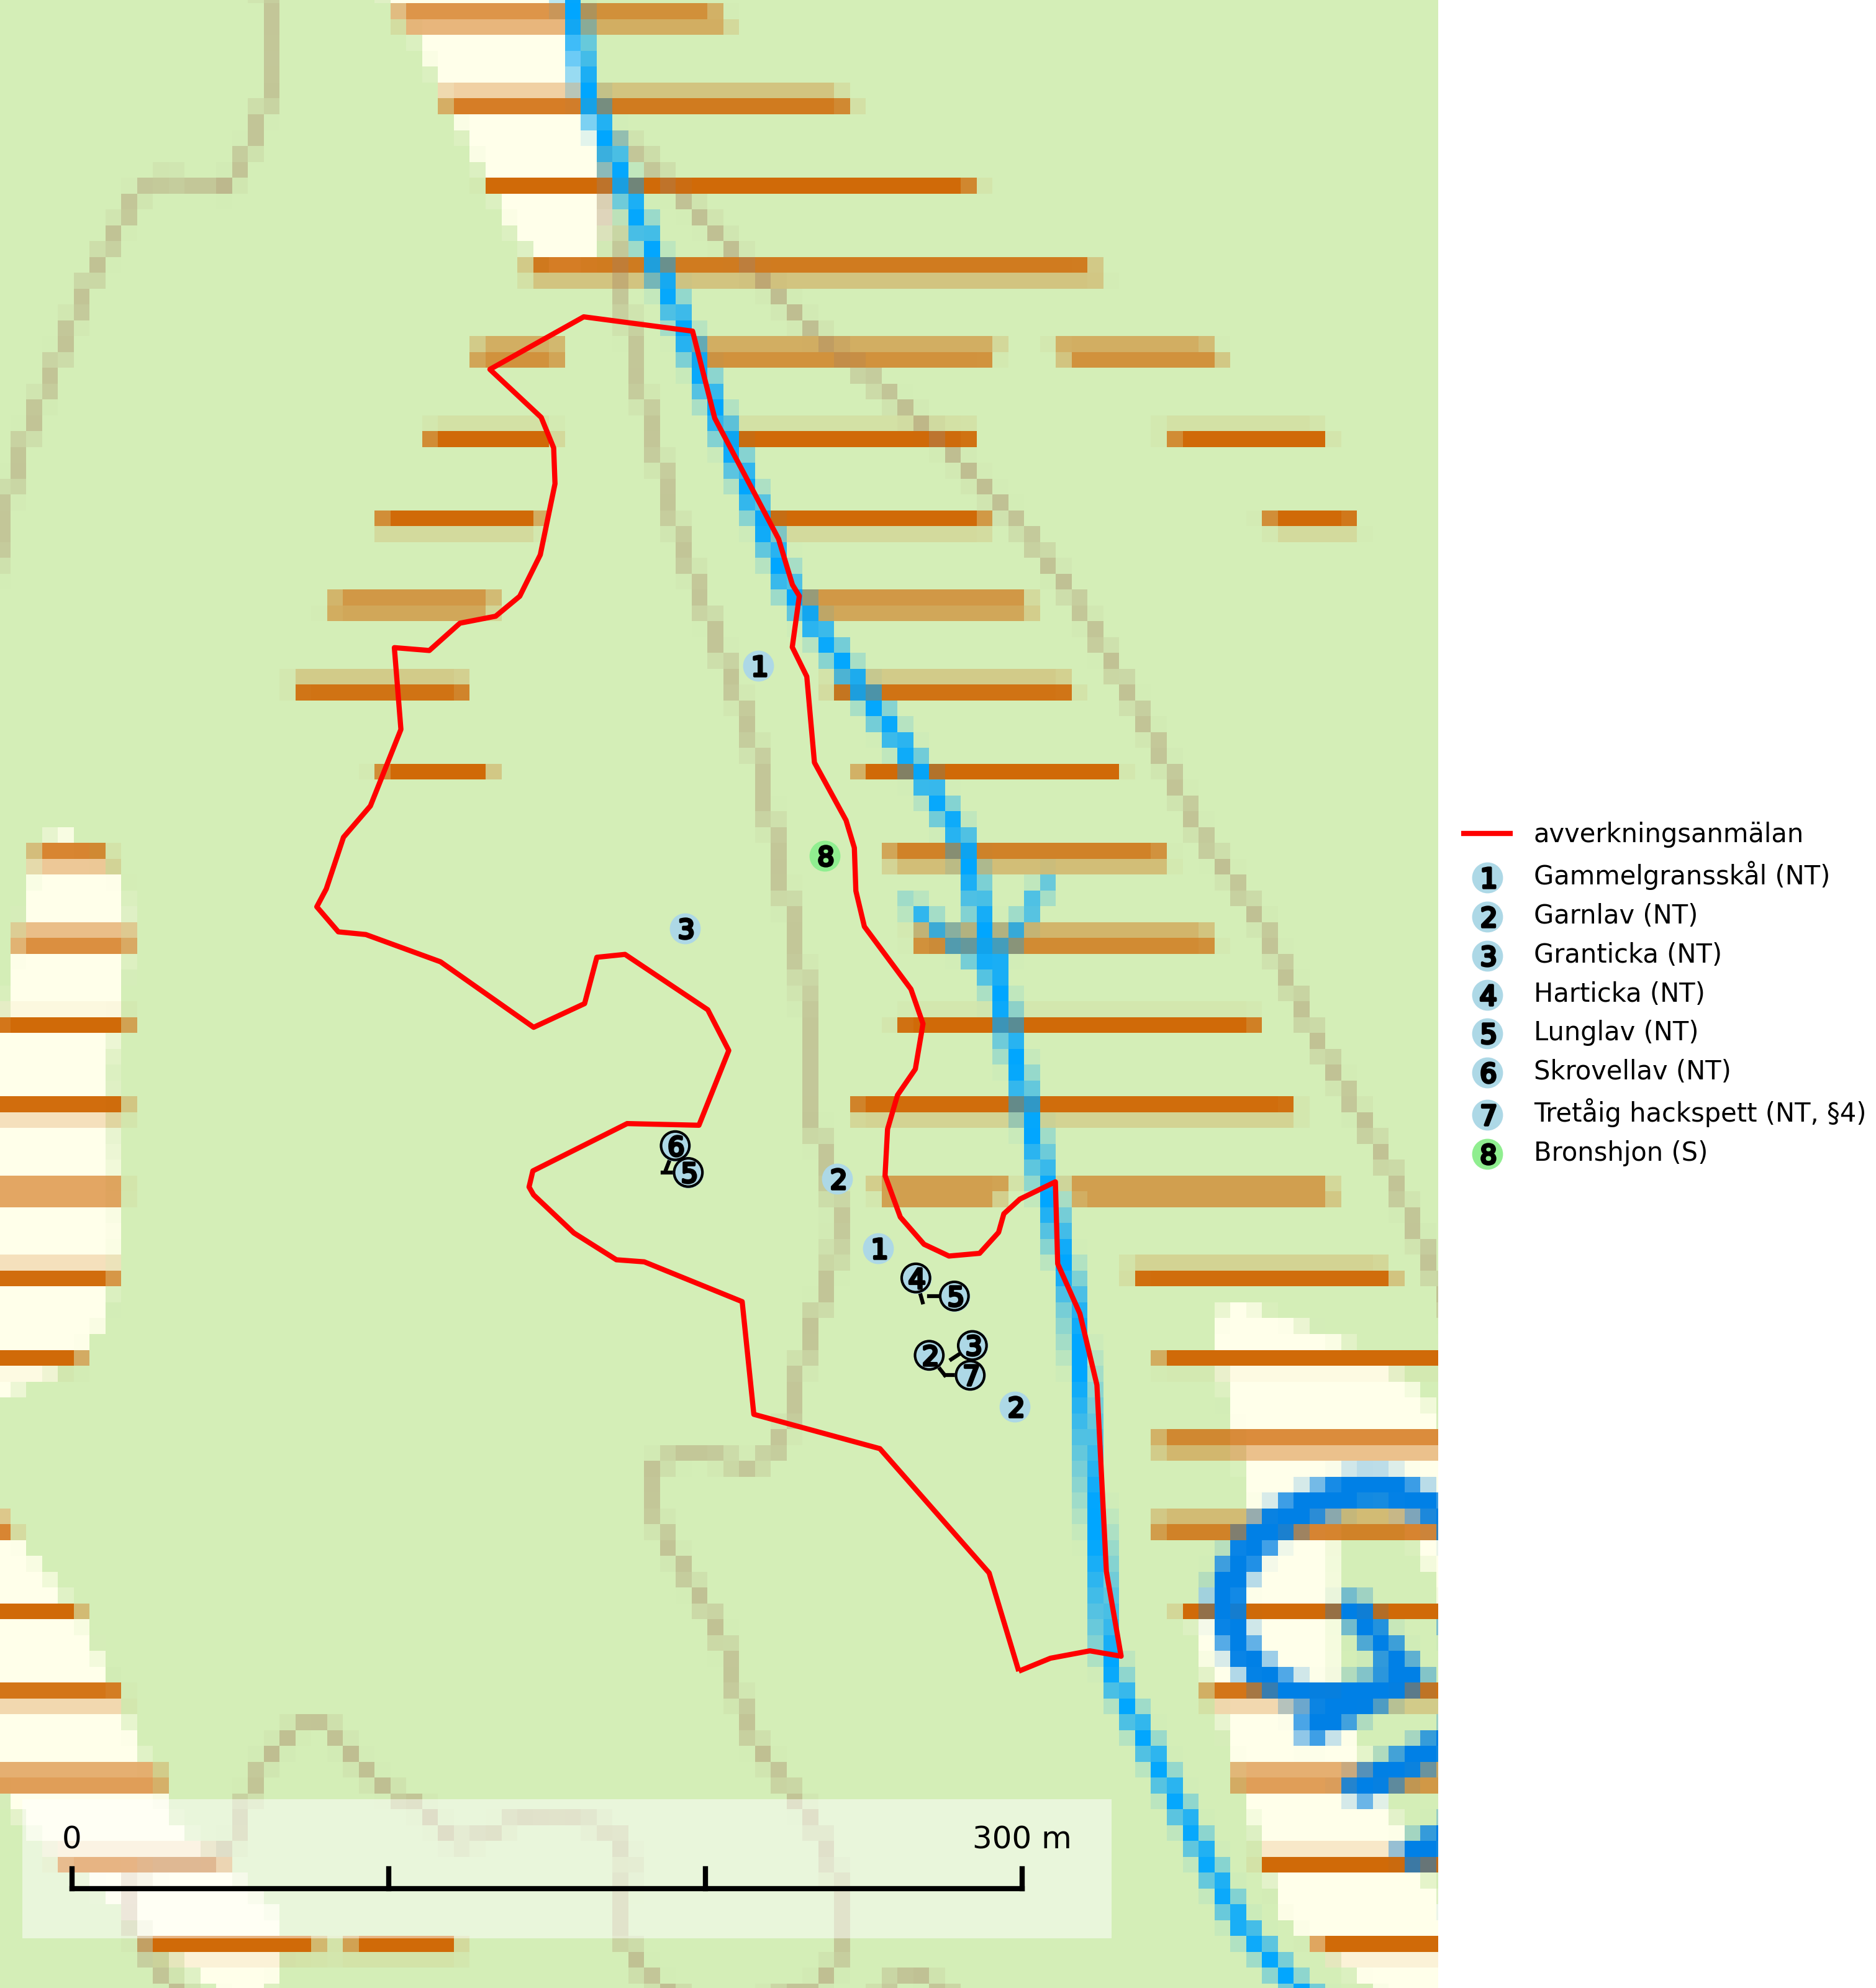 1
8
3
6
5
2
1
4
5
3
2
7
2
0
300 m
avverkningsanmälan
1 Gammelgransskål (NT)
2 Garnlav (NT)
3 Granticka (NT)
4 Harticka (NT)
5 Lunglav (NT)
6 Skrovellav (NT)
7 Tretåig hackspett (NT, §4)
8 Bronshjon (S)